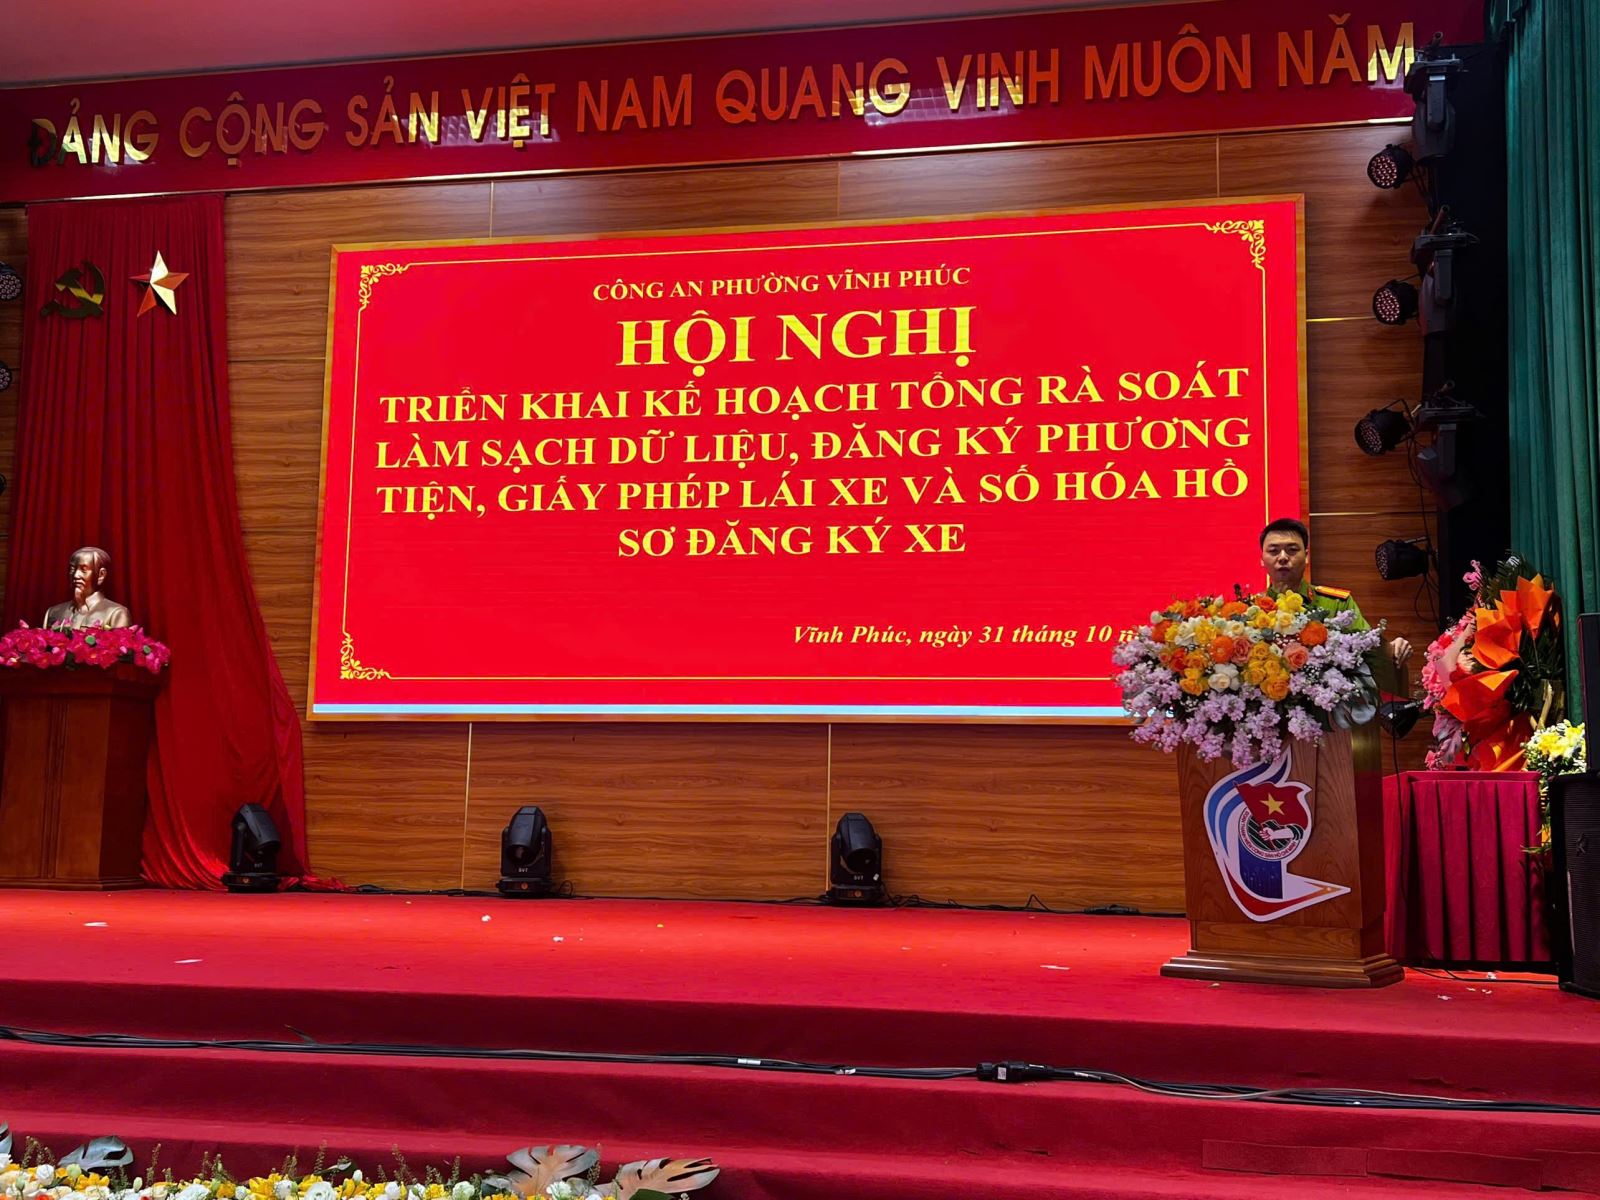 ĐẢNG CỘNG SẢN VIỆT NAM QUANG VINH MUÔN NĂM
CÔNG AN PHƯỜNG VĨNH PHÚC
HỘI NGHỊ
TRIỂN KHAI KẾ HOẠCH TỔNG RÀ SOÁT
LÀM SẠCH DỮ LIỆU, ĐĂNG KÝ PHƯƠNG
TIỆN, GIẤY PHÉP LÁI XE VÀ SỐ HÓA HỒ
SƠ ĐĂNG KÝ XE
Vĩnh Phúc, ngày 31 tháng 10